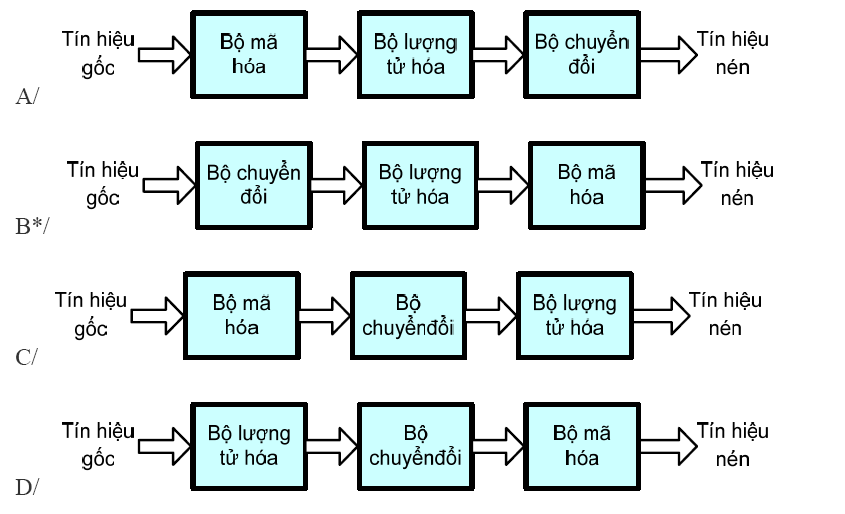 Tín hiệu
gốc
Bộ mã
hóa
Bộ lượng
tử hóa
Bộ chuyển
đổi
Tín hiệu
nén
A/
Tín hiệu
gốc
Bộ chuyển
đổi
Bộ lượng
tử hóa
Bộ mã
hóa
Tín hiệu
nén
B*/
Tín hiệu
gốc
Bộ mã
hóa
Bộ
chuyểnđổi
Bộ lượng
tử hóa
Tín hiệu
nén
C/
Tín hiệu
gốc
Bộ lượng
tử hóa
Bộ
chuyểnđổi
Bộ mã
hóa
Tín hiệu
nén
D/